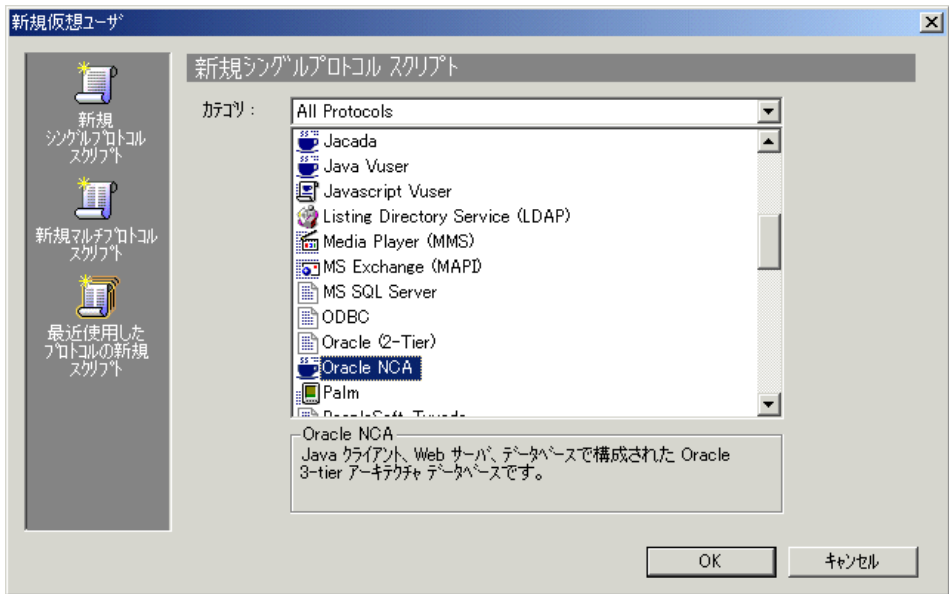 新規仮想ユーザ
新規
シングルプロトコル
スクリプト
新規マルチプロトコル
スクリプト
最近使用した
プロトコルの新規
スクリプト
新規シングルプロトコル スクリプト
カテゴリ:
All Protocols
Jacada
Java Vuser
Javascript Vuser
Listing Directory Service (LDAP)
Media Player (MMS)
MS Exchange (MAPI)
MS SQL Server
ODBC
Oracle (2-Tier)
Oracle NCA
Palm
Oracle NCA
Java クライアント、Web サーバ、データベースで構成された Oracle
3-tier アーキテクチャ データベースです。
OK
キャンセル